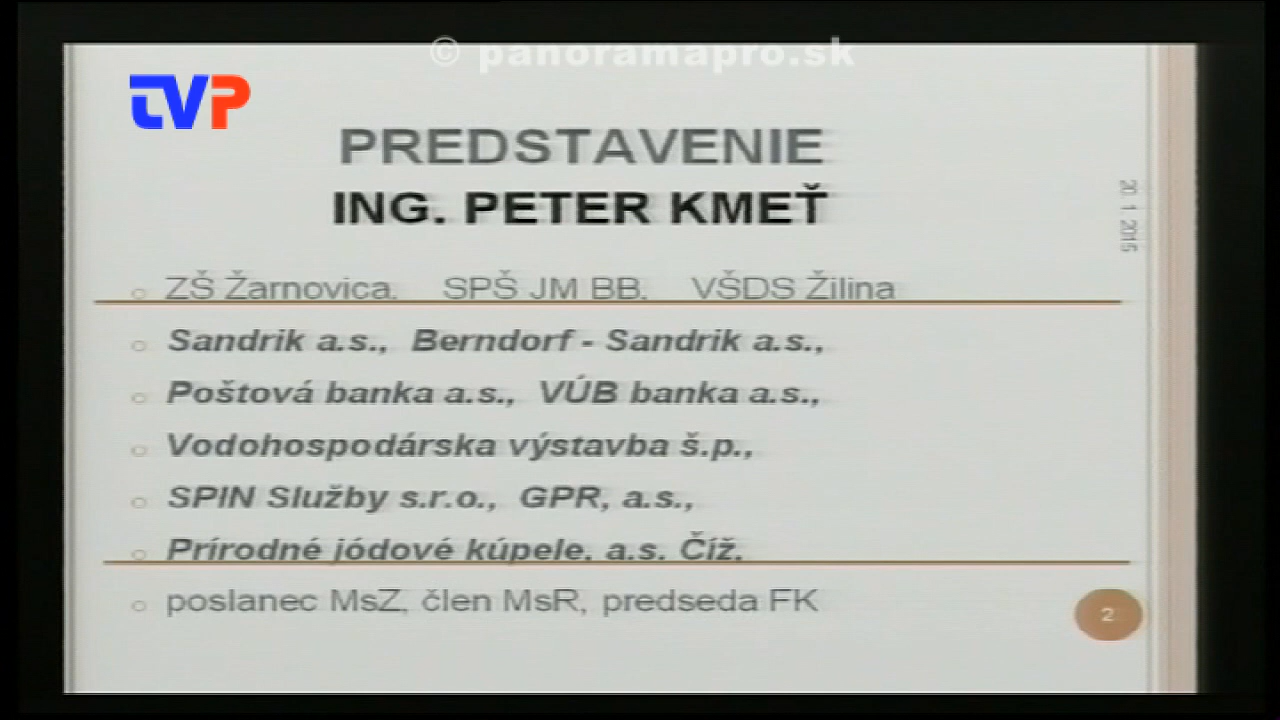 © panoramapro.sk
TVP
PREDSTAVENIE
ING. PETER KMEŤ
20. 1. 2015
ZŠ Žarnovica. SPŠ JM BB. VŠDS Žilina
Sandrik a.s., Berndorf - Sandrik a.s.,
Poštová banka a.s., VÚB banka a.s.,
Vodohospodárska výstavba š.p.,
SPIN Služby s.r.o., GPR, a.s.,
Prírodné jódové kúpele, a.s. Číž,
poslanec MsZ, člen MsR, predseda FK
2